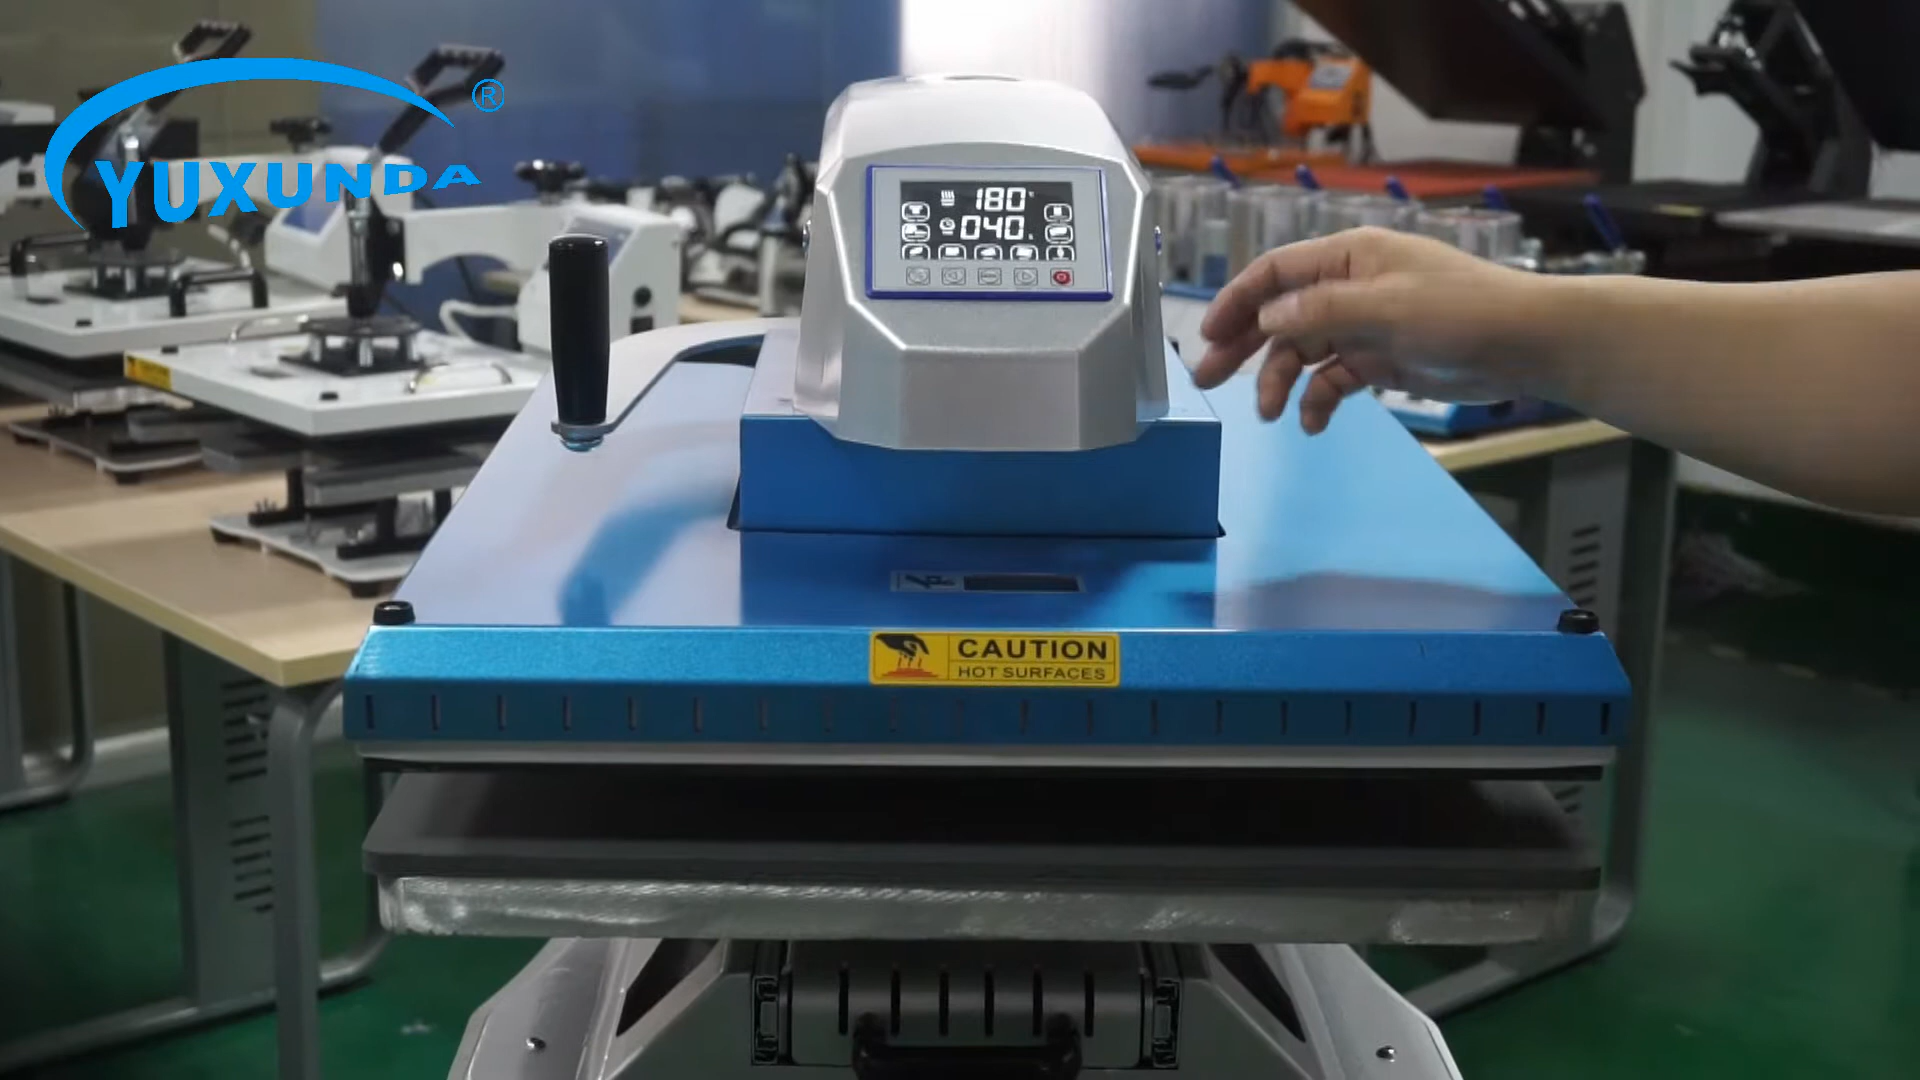 YUXUNDA ®
180 °c
040 s
CAUTION
HOT SURFACES